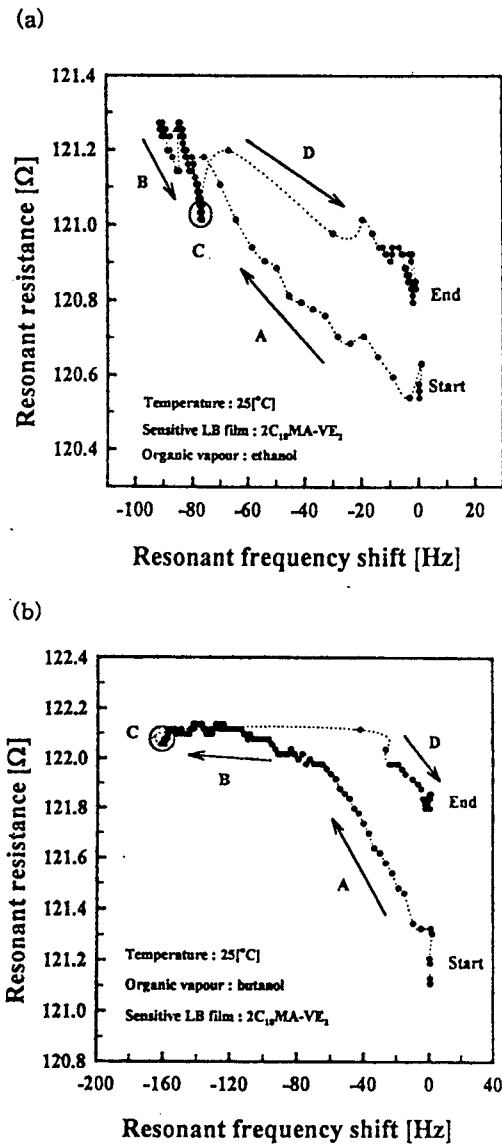 (a)
121.4
121.2
121.0
120.8
120.6
120.4
Resonant resistance [Ω]
B
C
D
A
End
Start
Temperature : 25[°C]
Sensitive LB film : 2C₁₈MA-VE₂
Organic vapour : ethanol
-100 -80 -60 -40 -20 0 20
Resonant frequency shift [Hz]
(b)
122.4
122.2
122.0
121.8
121.6
121.4
121.2
121.0
120.8
Resonant resistance [Ω]
C
B
D
A
End
Start
Temperature : 25[°C]
Organic vapour : butanol
Sensitive LB film : 2C₁₈MA-VE₂
-200 -160 -120 -80 -40 0 40
Resonant frequency shift [Hz]